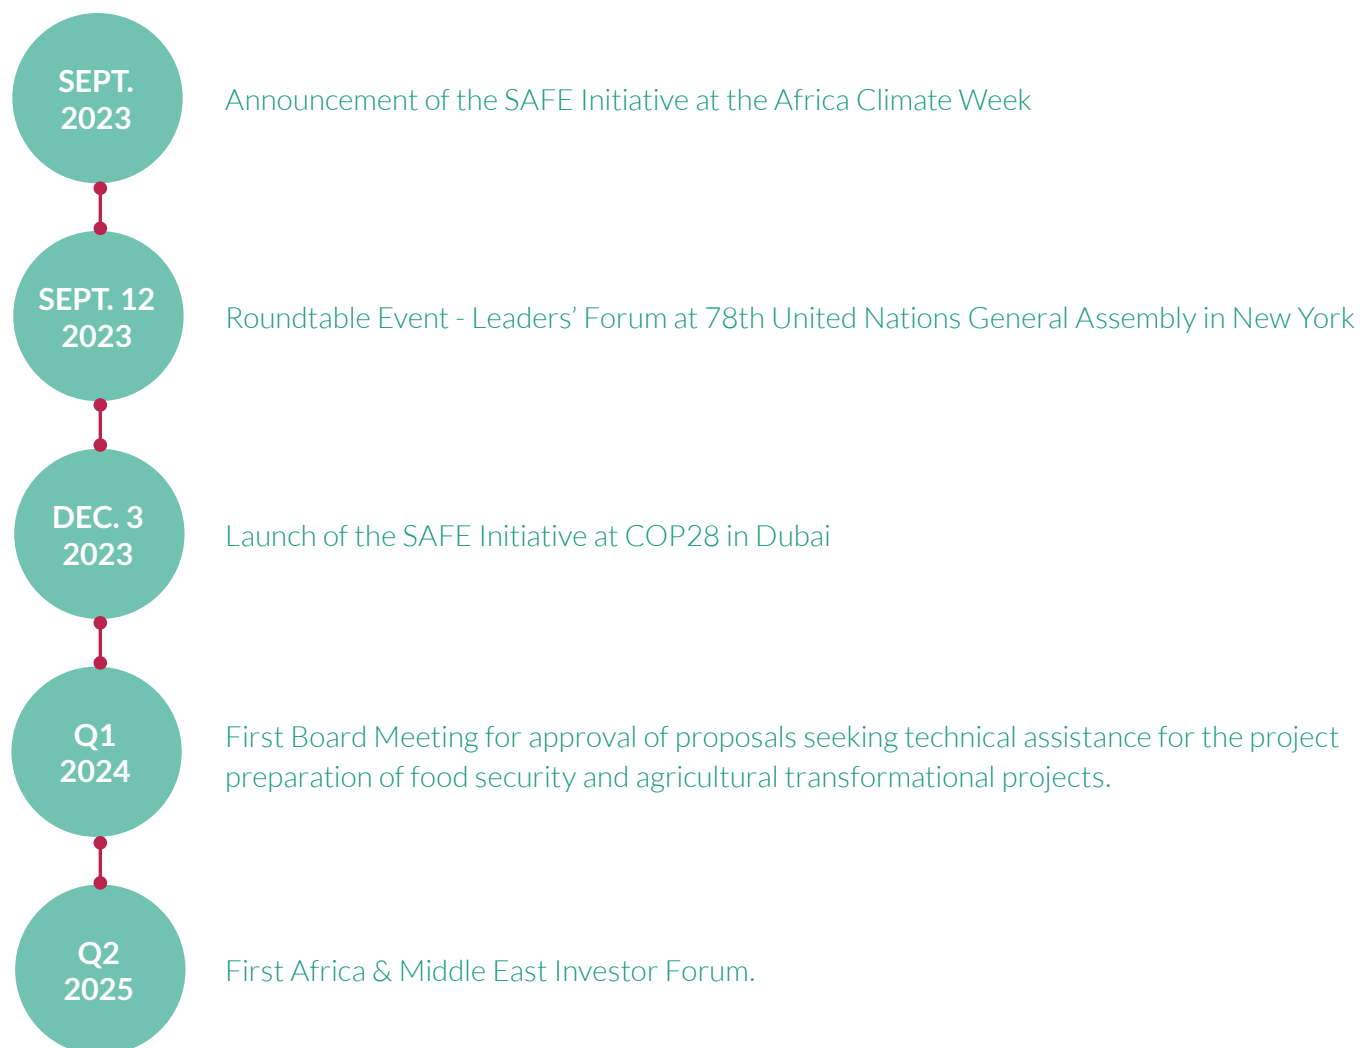 SEPT.
2023
Announcement of the SAFE Initiative at the Africa Climate Week
SEPT. 12
2023
Roundtable Event - Leaders’ Forum at 78th United Nations General Assembly in New York
DEC. 3
2023
Launch of the SAFE Initiative at COP28 in Dubai
Q1
2024
First Board Meeting for approval of proposals seeking technical assistance for the project
preparation of food security and agricultural transformational projects.
Q2
2025
First Africa & Middle East Investor Forum.